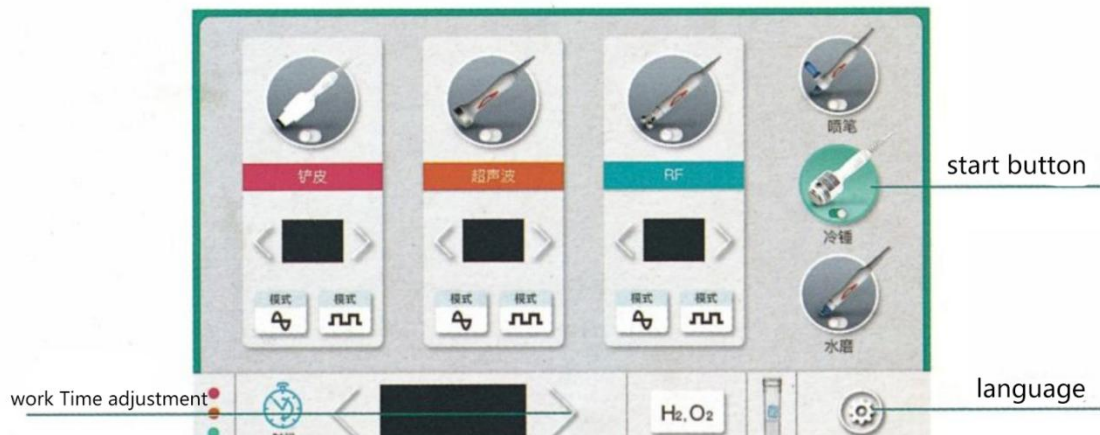 喷笔
start button
铲皮
超声波
RF
冷锤
模式
模式
模式
模式
模式
模式
水磨
work Time adjustment
language
H2,O2